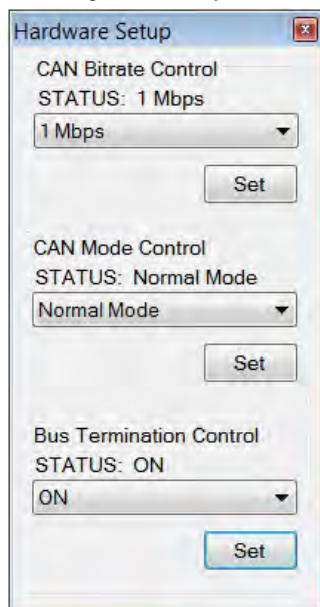 Hardware Setup
CAN Bitrate Control
STATUS: 1 Mbps
1 Mbps
Set
CAN Mode Control
STATUS: Normal Mode
Normal Mode
Set
Bus Termination Control
STATUS: ON
ON
Set